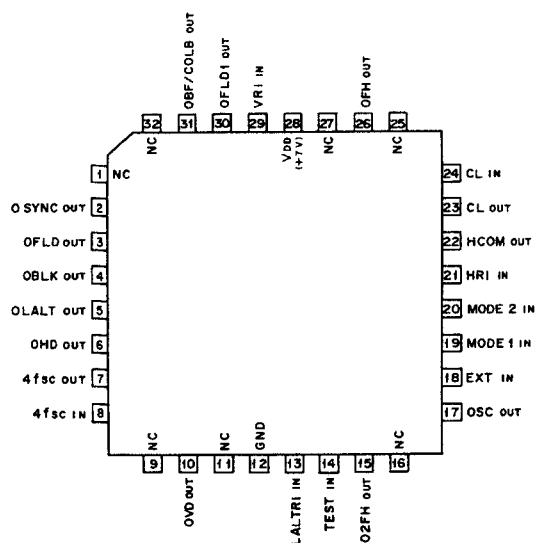 OBF/COLB OUT
OFLD1 OUT
VRI IN
OFH OUT
32 31 30 29 28 27 26 25
NC
VDD
(+7V)
NC
NC
1 NC
OSYNC OUT 2
OFLD OUT 3
OBLK OUT 4
OLALT OUT 5
OHD OUT 6
4fsc OUT 7
4fsc IN 8
24 CL IN
23 CL OUT
22 HCOM OUT
21 HRI IN
20 MODE 2 IN
19 MODE 1 IN
18 EXT IN
17 OSC OUT
NC
NC
GND
NC
9 10 11 12 13 14 15 16
OVD OUT
LALTRI IN
TEST IN
O2FH OUT